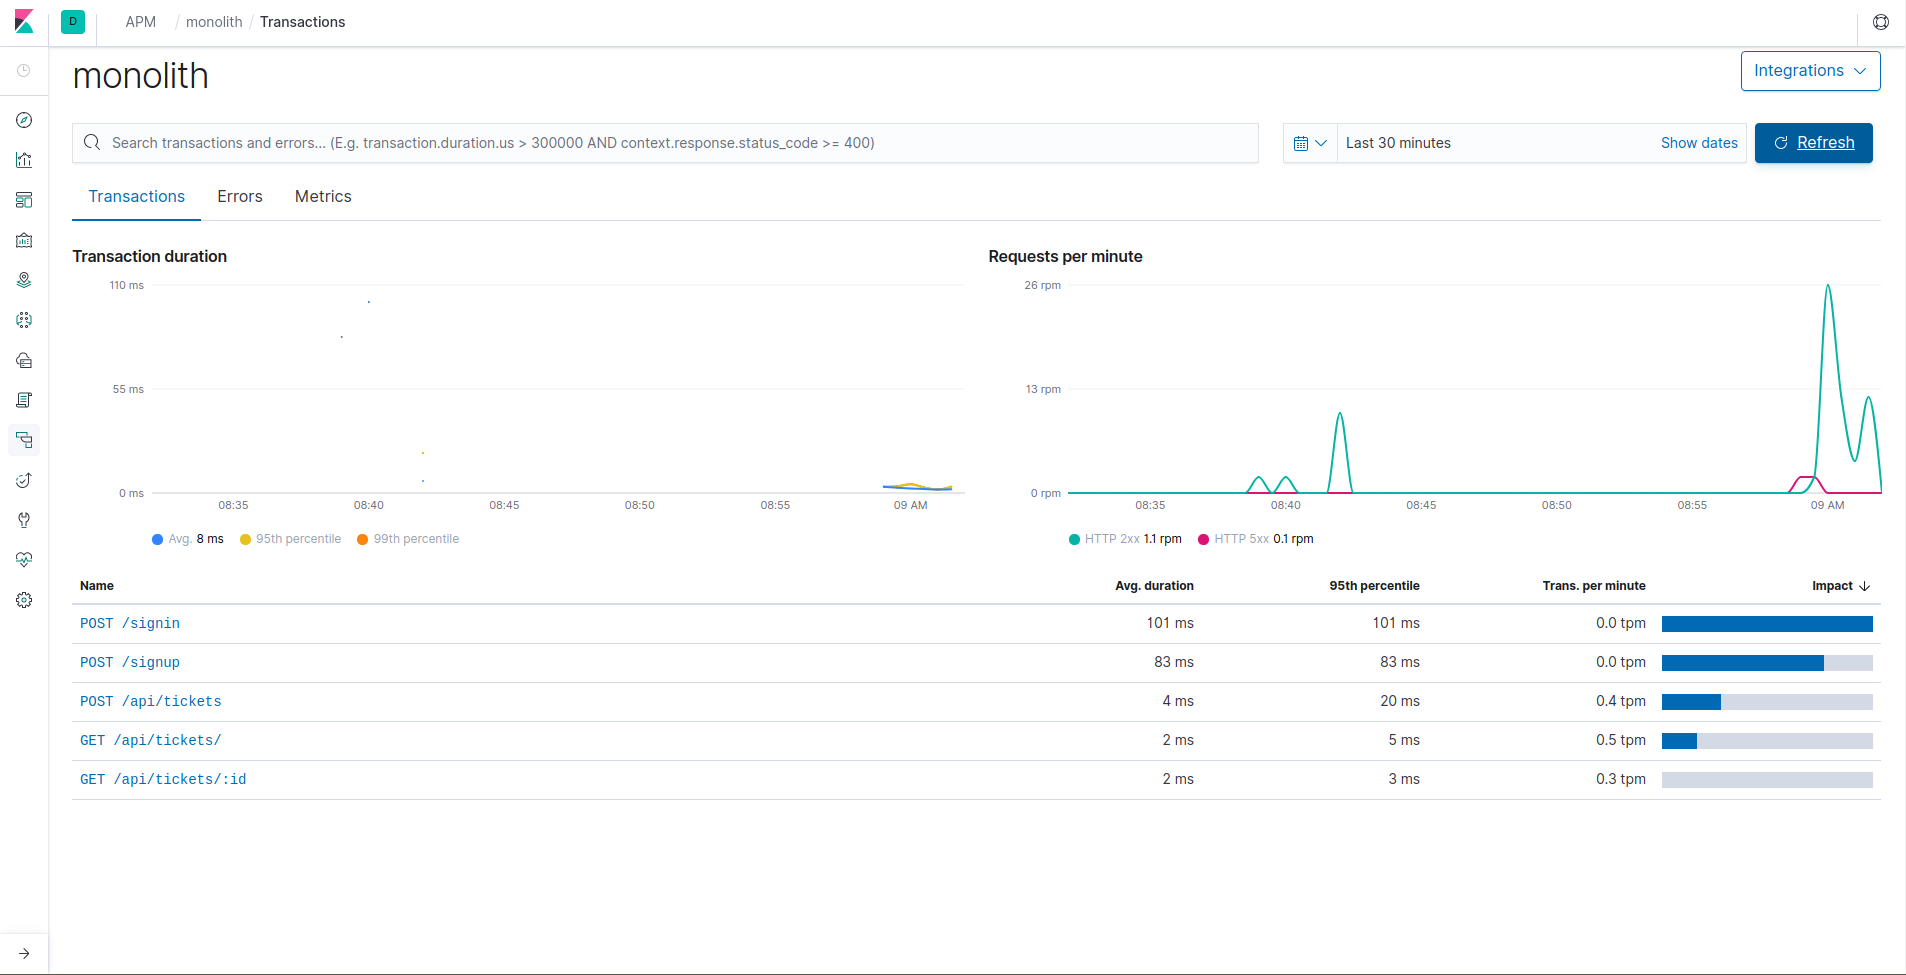 D APM / monolith / Transactions
monolith
Integrations
Search transactions and errors... (E.g. transaction.duration.us > 300000 AND context.response.status_code >= 400)
Last 30 minutes Show dates Refresh
Transactions Errors Metrics
Transaction duration
110 ms
55 ms
0 ms
08:35 08:40 08:45 08:50 08:55 09 AM
Avg. 8 ms 95th percentile 99th percentile
Requests per minute
26 rpm
13 rpm
0 rpm
08:35 08:40 08:45 08:50 08:55 09 AM
HTTP 2xx 1.1 rpm HTTP 5xx 0.1 rpm
Name Avg. duration 95th percentile Trans. per minute Impact
POST /signin 101 ms 101 ms 0.0 tpm
POST /signup 83 ms 83 ms 0.0 tpm
POST /api/tickets 4 ms 20 ms 0.4 tpm
GET /api/tickets/ 2 ms 5 ms 0.5 tpm
GET /api/tickets/:id 2 ms 3 ms 0.3 tpm